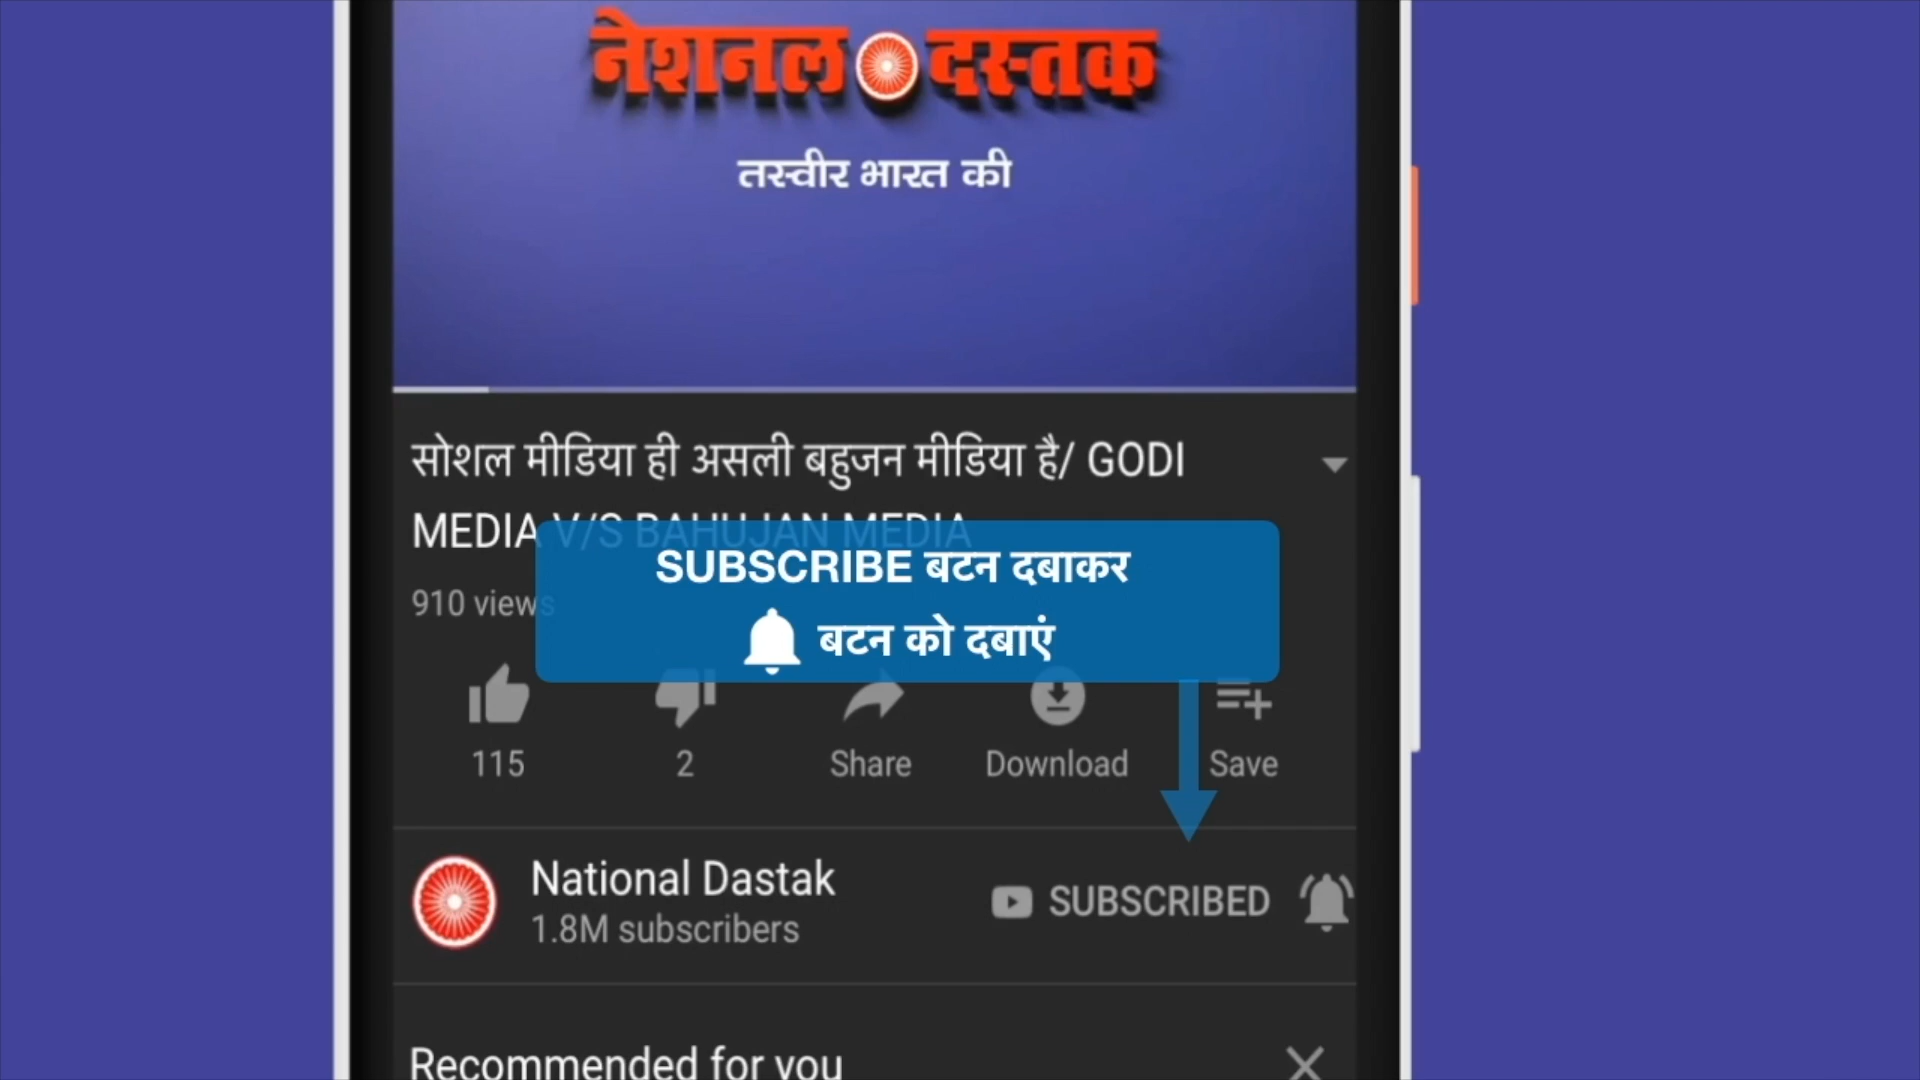 नेशनल दस्तक
तस्वीर भारत की
सोशल मीडिया ही असली बहुजन मीडिया है/ GODI
MEDIA V/S BAHUJAN MEDIA
SUBSCRIBE बटन दबाकर
बटन को दबाएं
910 views
115
2
Share
Download
Save
National Dastak
SUBSCRIBED
1.8M subscribers
Recommended for you